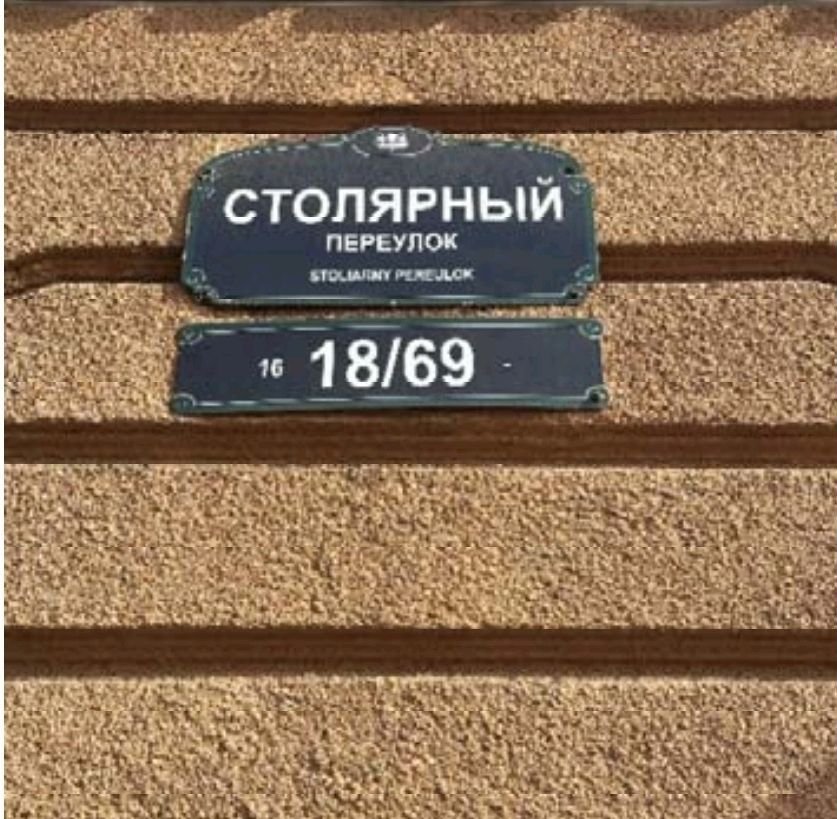 СТОЛЯРНЫЙ
ПЕРЕУЛОК
STOLIARNY PEREULOK
16 18/69 -